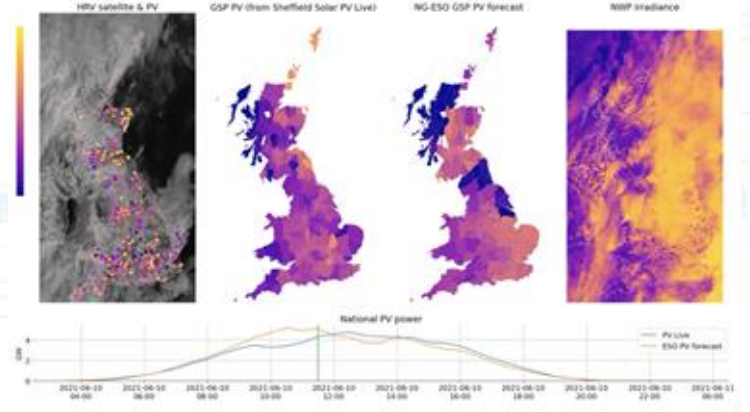 HRV satellite & PV
GSP PV (from Sheffield Solar PV Live)
NG-ESO GSP PV forecast
NWP irradiance
National PV power
PV Live
ESO PV forecast
GW
4
2
0
2021-06-10 04:00
2021-06-10 06:00
2021-06-10 08:00
2021-06-10 10:00
2021-06-10 12:00
2021-06-10 14:00
2021-06-10 16:00
2021-06-10 18:00
2021-06-10 20:00
2021-06-10 22:00
2021-06-11 00:00